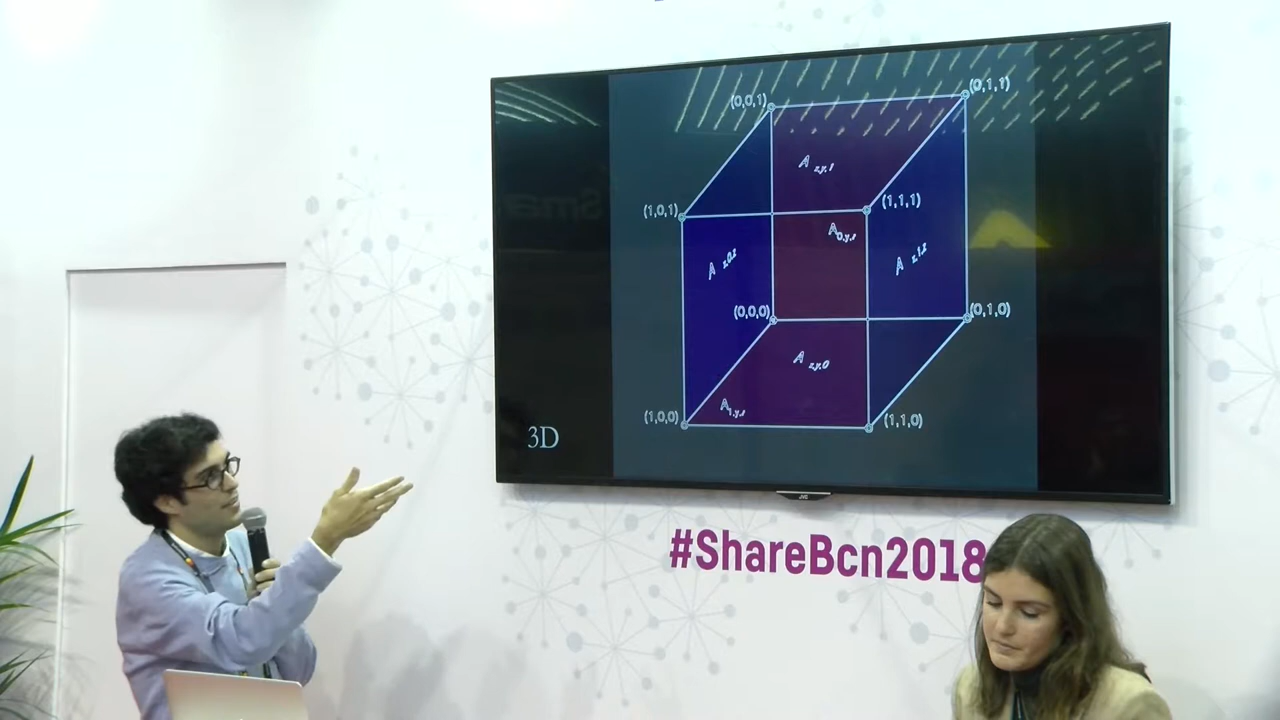 (0,0,1)
(0,1,1)
A x,y,1
(1,0,1)
(1,1,1)
A 0,y,z
A x,0,z
A x,1,z
(0,0,0)
(0,1,0)
A x,y,0
A 1,y,z
(1,0,0)
(1,1,0)
3D
JVC
#ShareBcn2018